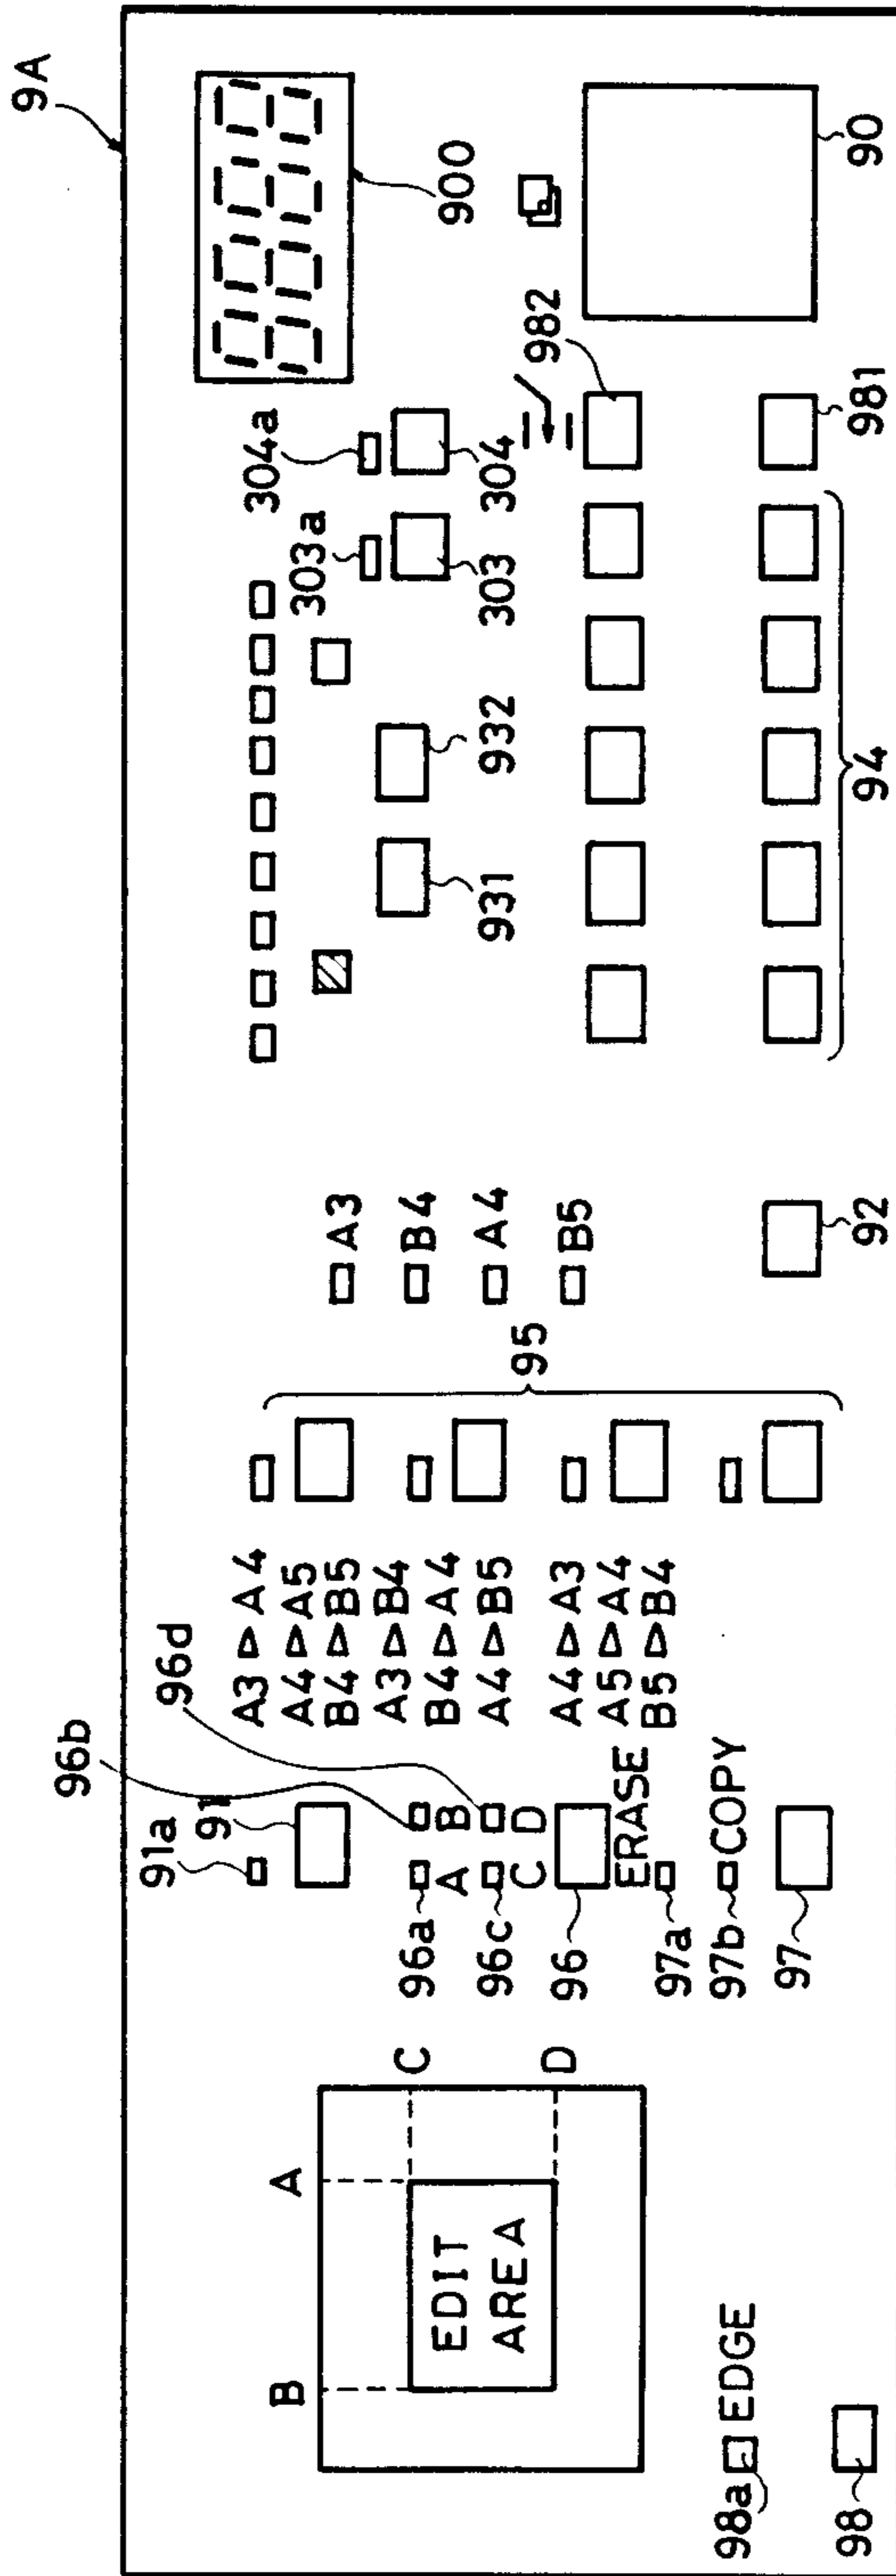 9A
900
90
304a
304
303a
303
982
981
932
931
94
A3
B4
A4
B5
92
95
A3▷A4
A4▷A5
B4▷B5
A3▷B4
B4▷A4
A4▷B5
A4▷A3
A5▷A4
B5▷B4
96d
96b
91a
91
96a
A B
96c
C D
96
ERASE
97a
97b
COPY
97
B A
C
D
EDIT
AREA
98a
EDGE
98